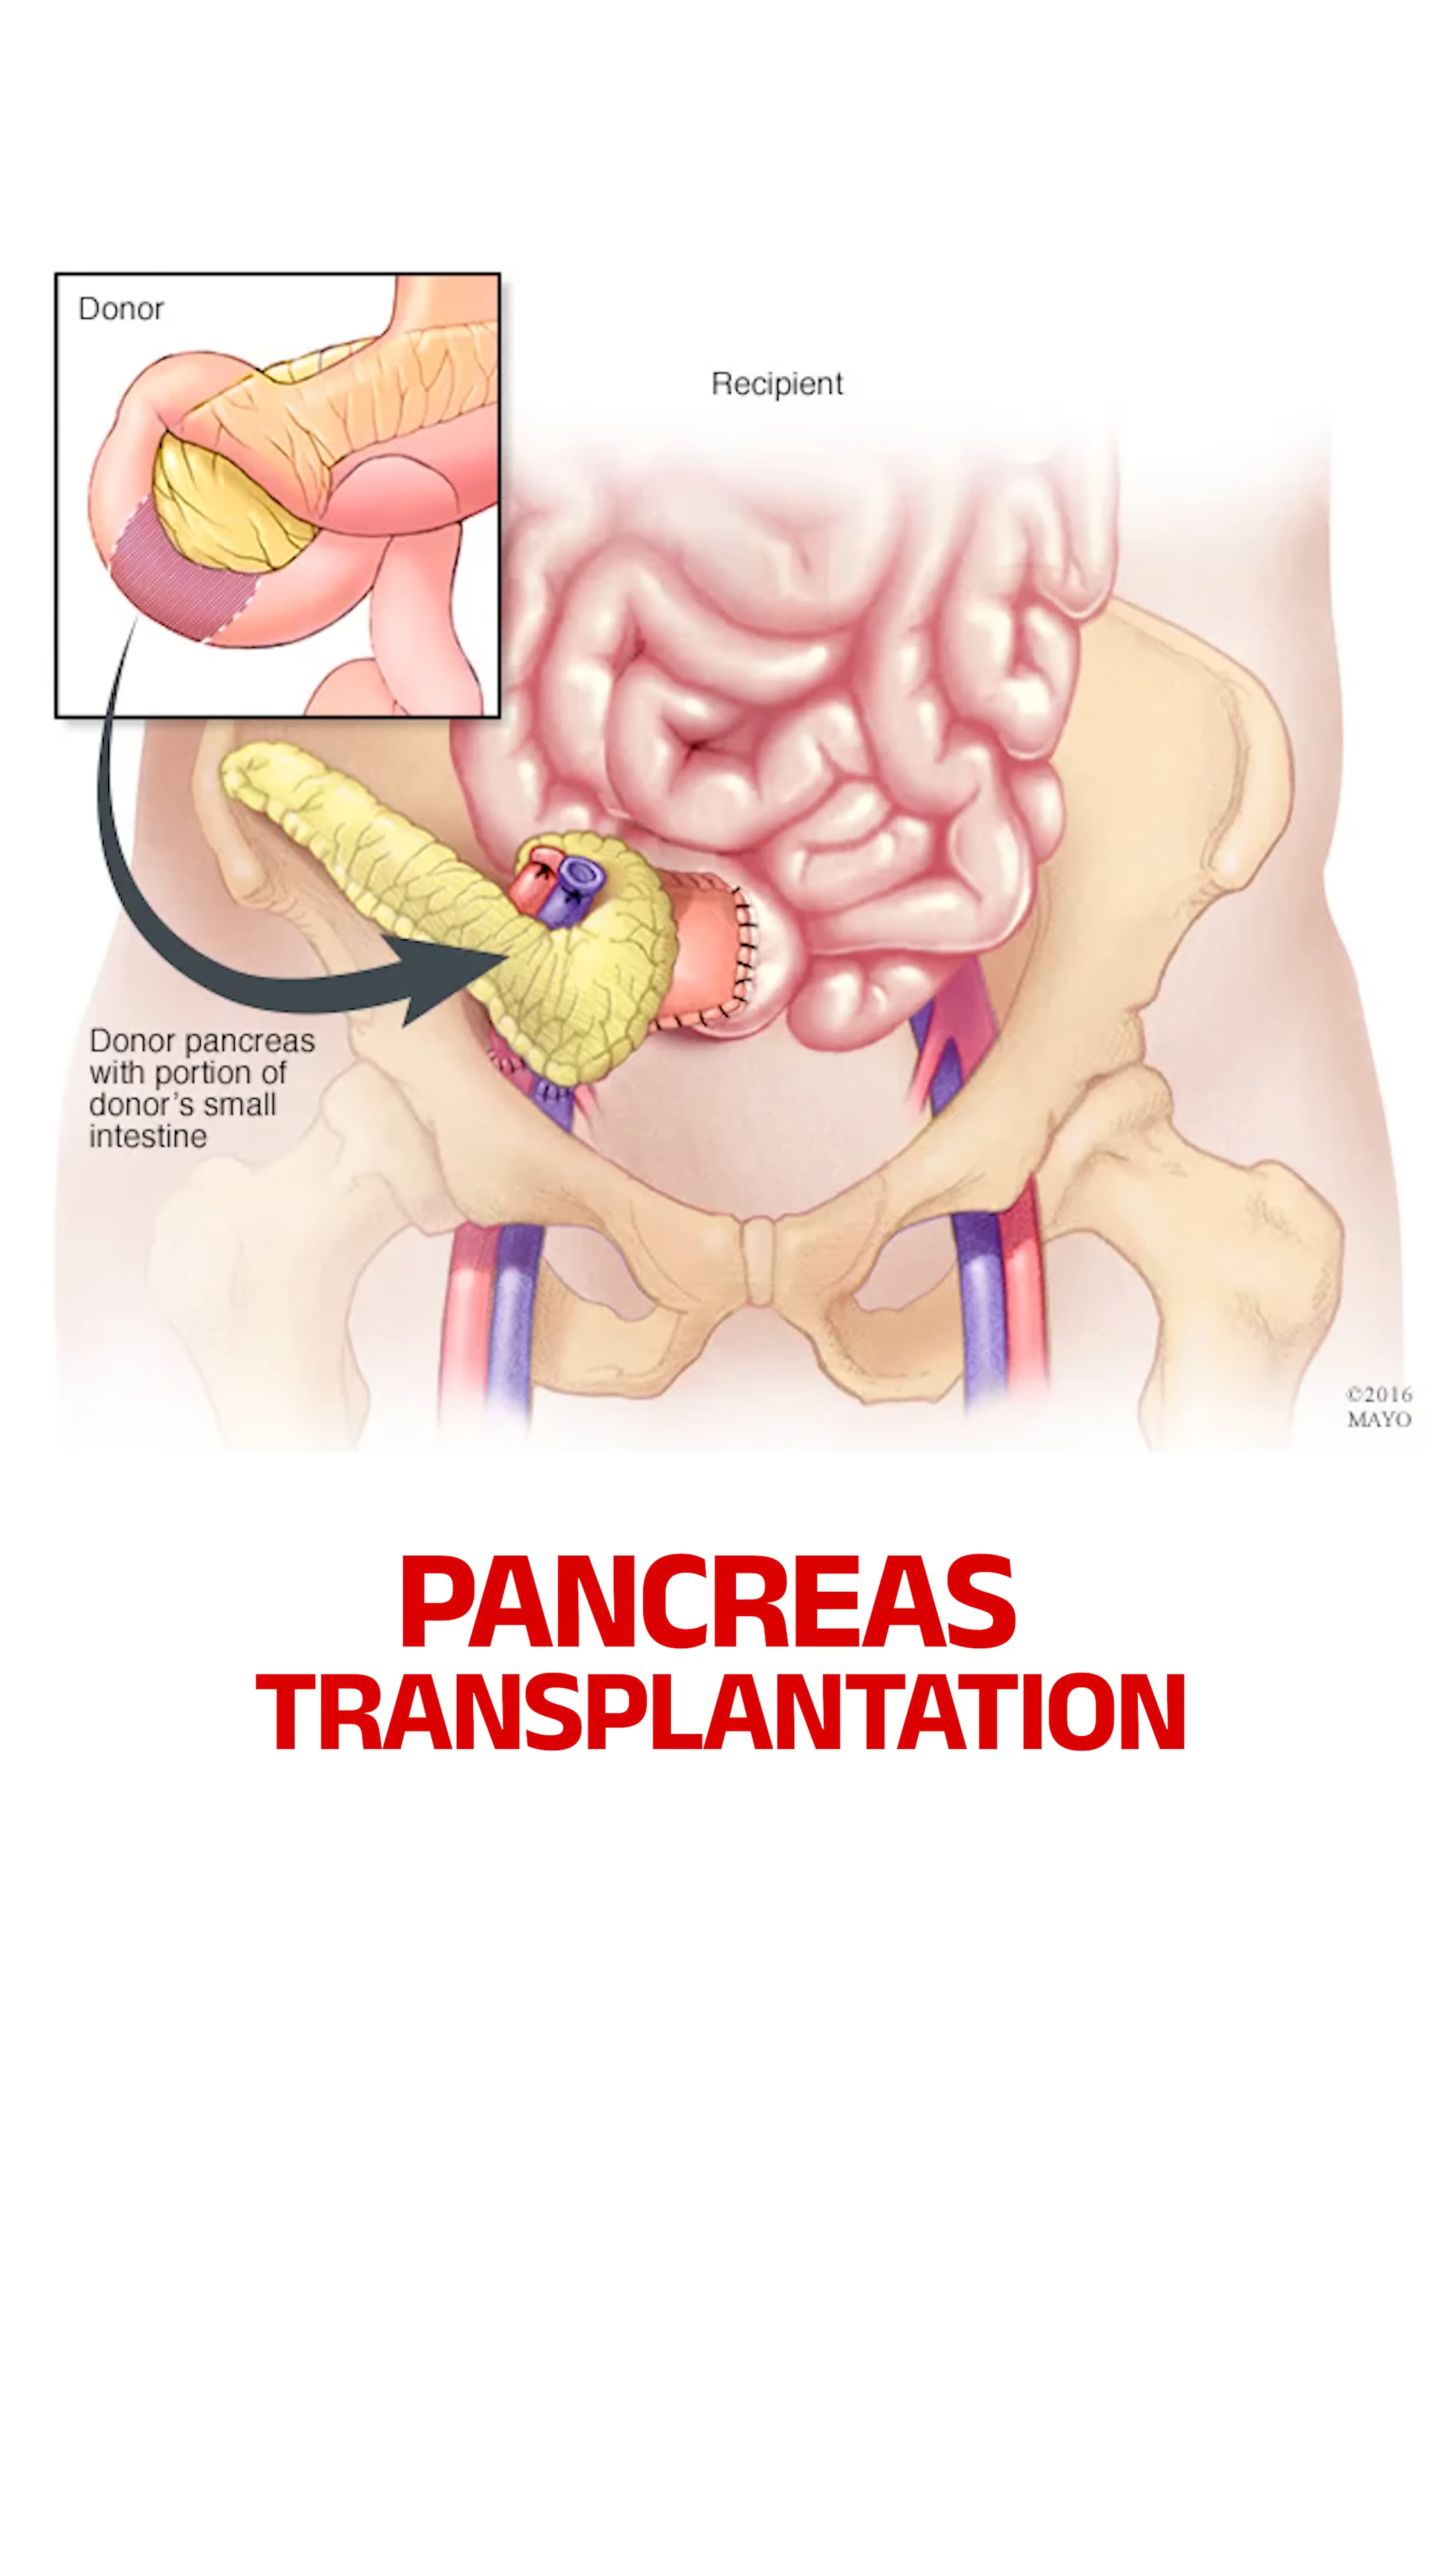 Donor
Recipient
Donor pancreas
with portion of
donor's small
intestine
©2016
MAYO
PANCREAS
TRANSPLANTATION